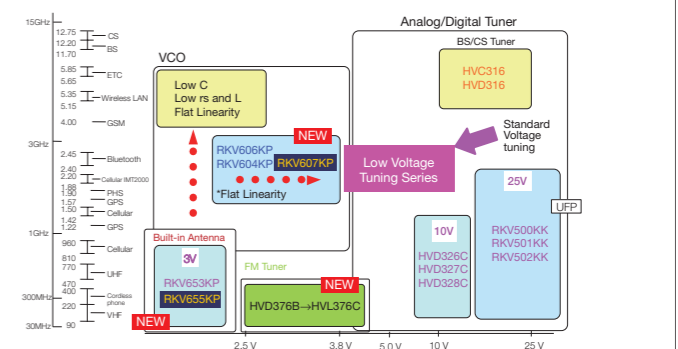 Analog/Digital Tuner
15GHz
12.75
CS
12.20
BS
11.70
BS/CS Tuner
HVC316
HVD316
VCO
5.85
ETC
5.65
5.35
Wireless LAN
5.15
4.00
GSM
Low C
Low rs and L
Flat Linearity
NEW
RKV606KP
RKV604KP
RKV607KP
*Flat Linearity
Low Voltage
Tuning Series
Standard
Voltage
tuning
3GHz
2.45
Bluetooth
2.40
2.20
Cellular IMT2000
1.88
1.90
PHS
1.57
GPS
1.50
Cellular
1.42
1.22
GPS
1GHz
960
Cellular
810
770
UHF
470
400
300MHz
Cordless
phone
220
VHF
30MHz
90
25V
RKV500KK
RKV501KK
RKV502KK
UFP
10V
HVD326C
HVD327C
HVD328C
Built-in Antenna
3V
RKV653KP
RKV655KP
NEW
FM Tuner
NEW
HVD376B→HVL376C
2.5 V
3.8 V
5.0 V
10 V
25 V